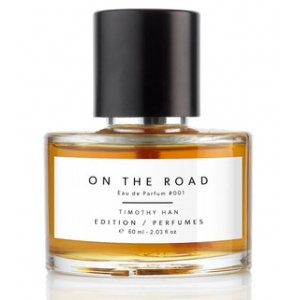 ON THE ROAD
Eau de Parfum #001
TIMOTHY HAN
EDITION / PERFUMES
℮ 60 ml - 2.03 fl oz